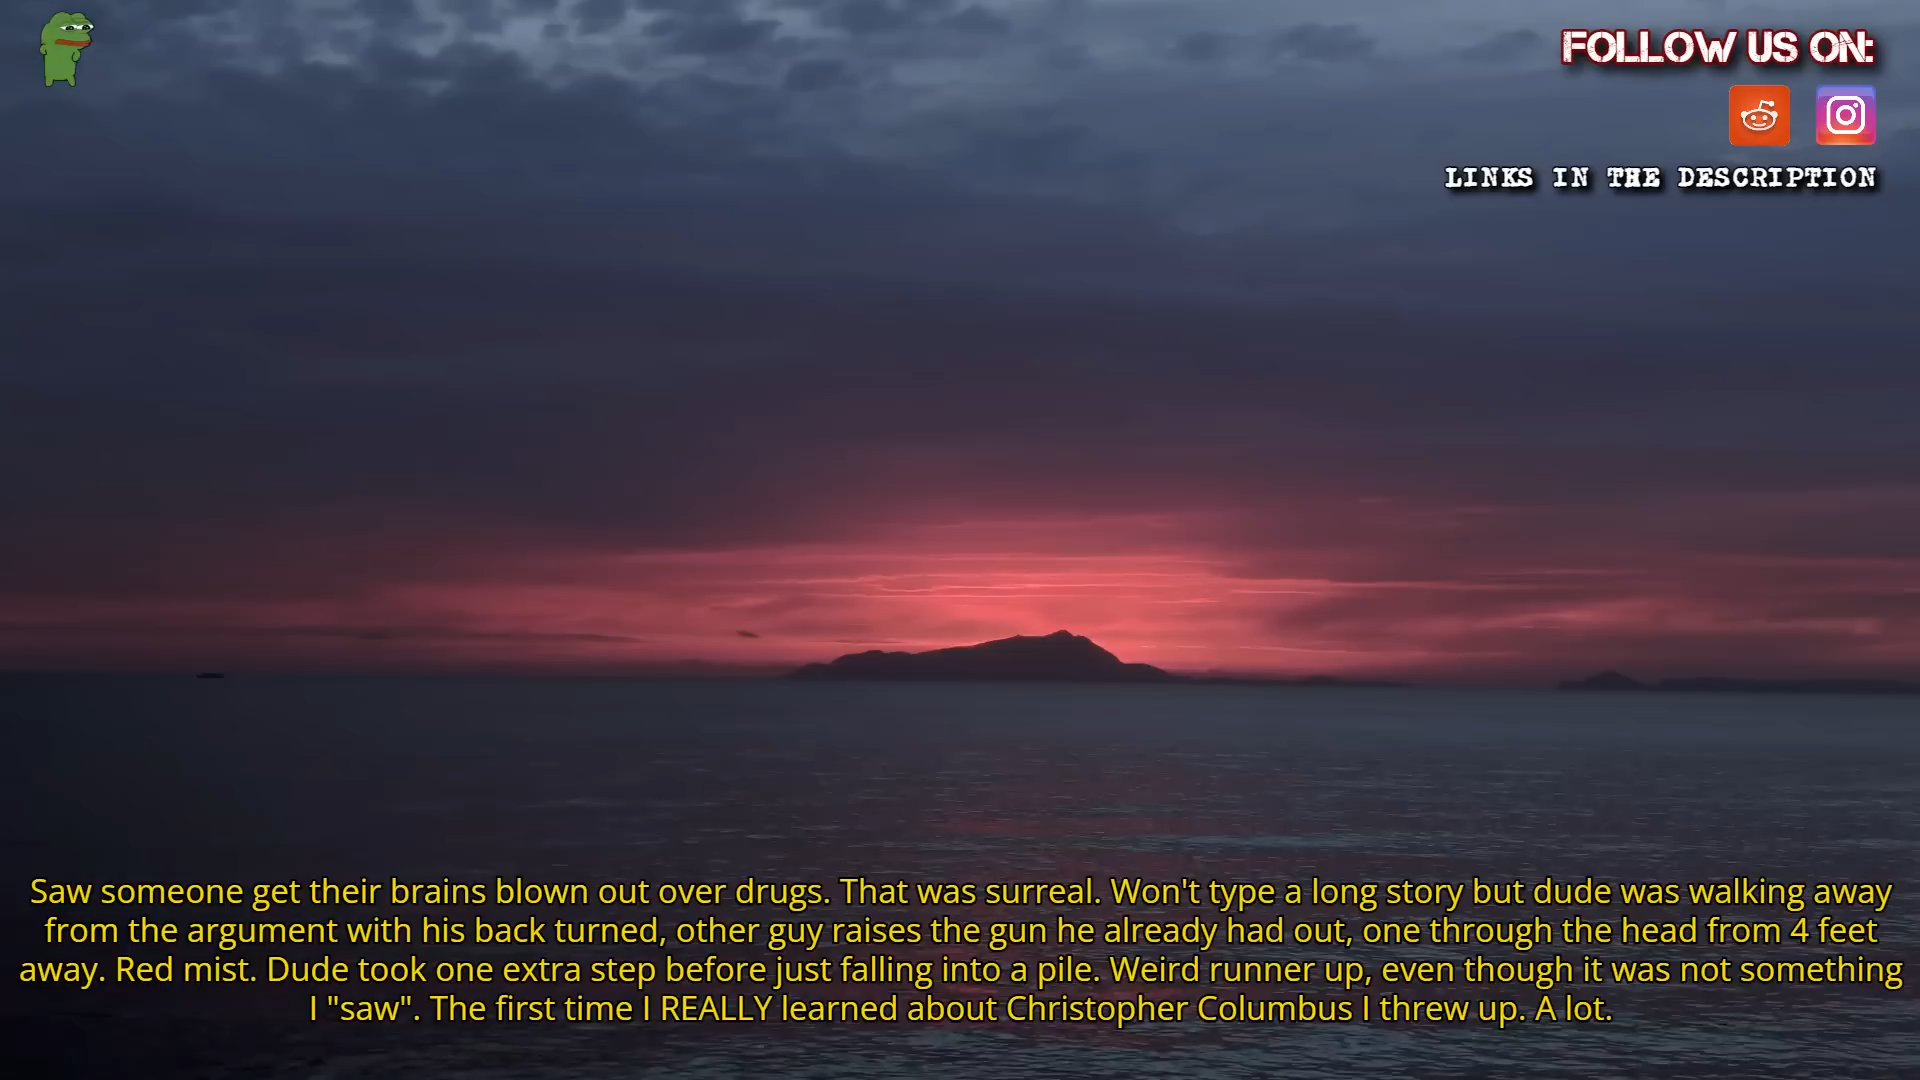 FOLLOW US ON:
LINKS IN THE DESCRIPTION
Saw someone get their brains blown out over drugs. That was surreal. Won't type a long story but dude was walking away
from the argument with his back turned, other guy raises the gun he already had out, one through the head from 4 feet
away. Red mist. Dude took one extra step before just falling into a pile. Weird runner up, even though it was not something
I "saw". The first time I REALLY learned about Christopher Columbus I threw up. A lot.